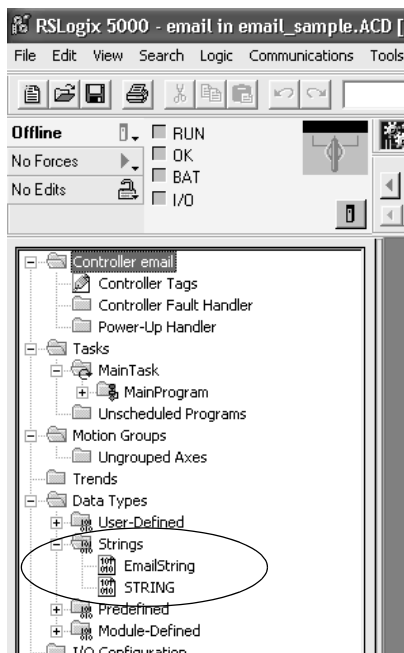 RSLogix 5000 - email in email_sample.ACD [
File Edit View Search Logic Communications Tools
Offline RUN
No Forces OK
No Edits BAT
I/O
Controller email
Controller Tags
Controller Fault Handler
Power-Up Handler
Tasks
MainTask
MainProgram
Unscheduled Programs
Motion Groups
Ungrouped Axes
Trends
Data Types
User-Defined
Strings
EmailString
STRING
Predefined
Module-Defined
I/O Configuration